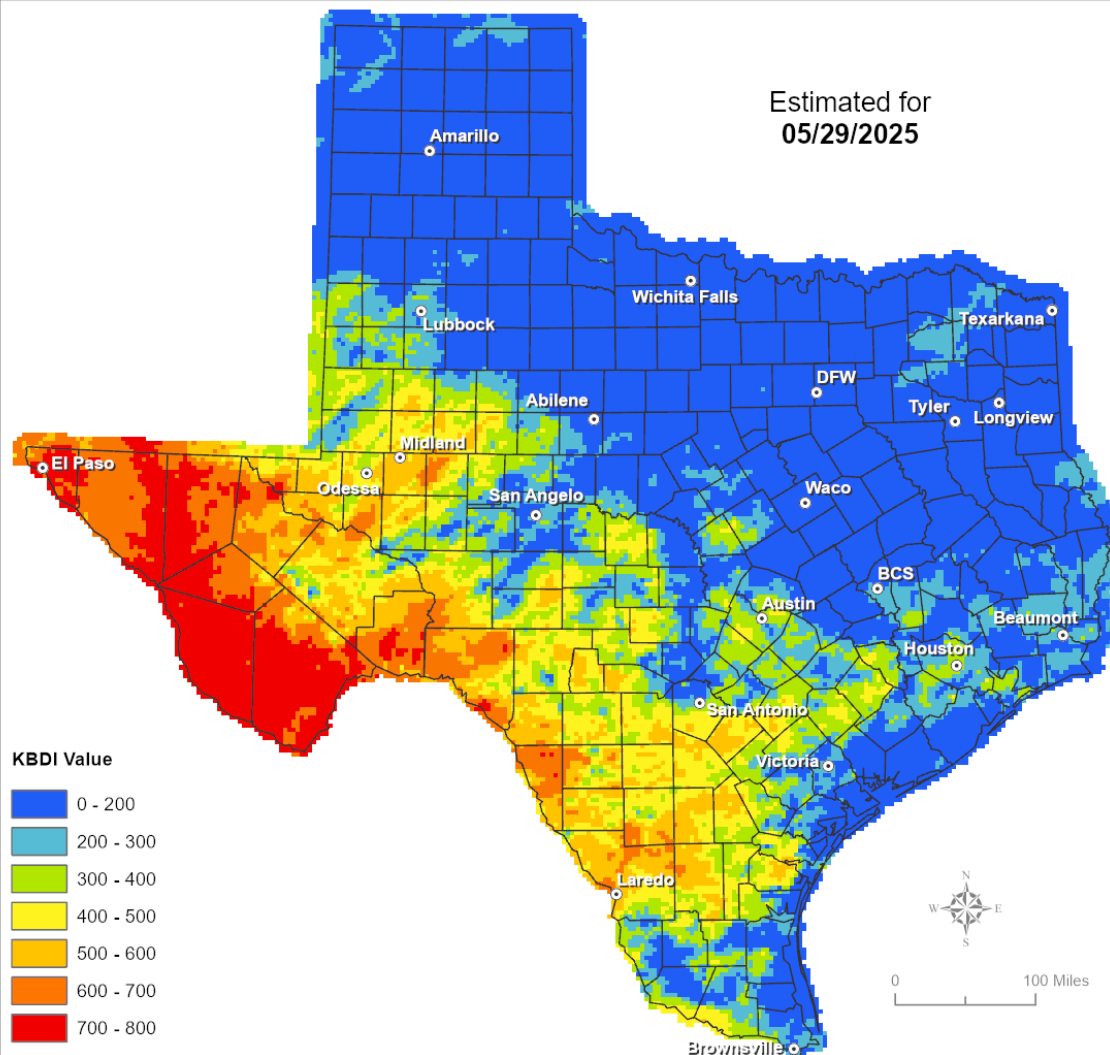 Estimated for
05/29/2025
Amarillo
Wichita Falls
Lubbock
Texarkana
DFW
Abilene
Tyler
Longview
Midland
El Paso
Odessa
San Angelo
Waco
BCS
Austin
Beaumont
Houston
San Antonio
Victoria
Laredo
Brownsville
KBDI Value
0 - 200
200 - 300
300 - 400
400 - 500
500 - 600
600 - 700
700 - 800
N
W E
S
0 100 Miles